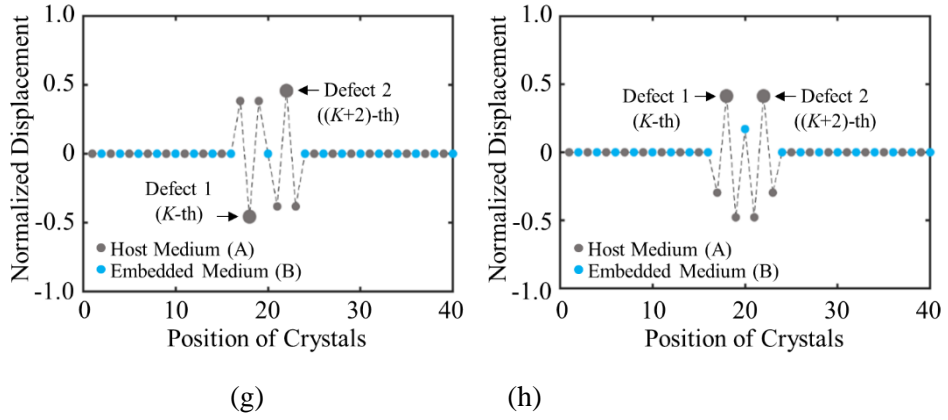 Normalized Displacement
1.0
0.5
0
-0.5
-1.0
Defect 2
((K+2)-th)
Defect 1
(K-th)
Host Medium (A)
Embedded Medium (B)
0 10 20 30 40
Position of Crystals
(g)
Normalized Displacement
1.0
0.5
0
-0.5
-1.0
Defect 1
(K-th)
Defect 2
((K+2)-th)
Host Medium (A)
Embedded Medium (B)
0 10 20 30 40
Position of Crystals
(h)